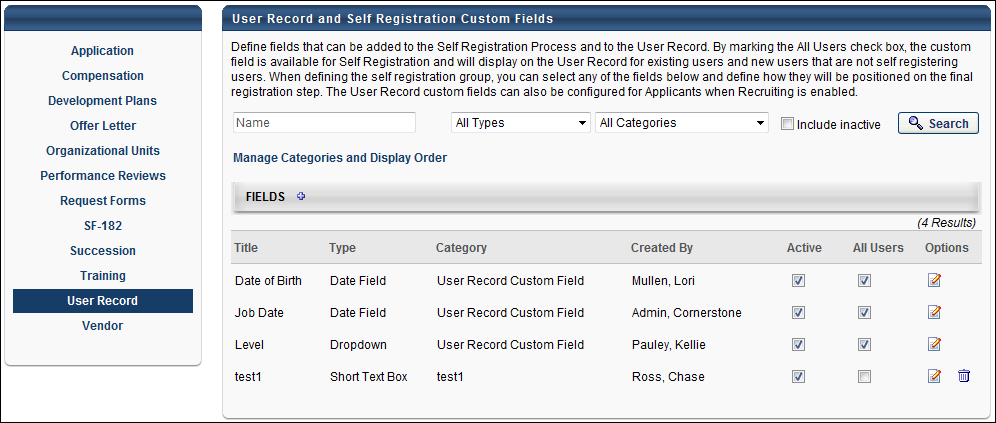 Application
Compensation
Development Plans
Offer Letter
Organizational Units
Performance Reviews
Request Forms
SF-182
Succession
Training
User Record
Vendor
User Record and Self Registration Custom Fields
Define fields that can be added to the Self Registration Process and to the User Record. By marking the All Users check box, the custom
field is available for Self Registration and will display on the User Record for existing users and new users that are not self registering
users. When defining the self registration group, you can select any of the fields below and define how they will be positioned on the final
registration step. The User Record custom fields can also be configured for Applicants when Recruiting is enabled.
Name All Types All Categories Include inactive Search
Manage Categories and Display Order
FIELDS
(4 Results)
Title Type Category Created By Active All Users Options
Date of Birth Date Field User Record Custom Field Mullen, Lori
Job Date Date Field User Record Custom Field Admin, Cornerstone
Level Dropdown User Record Custom Field Pauley, Kellie
test1 Short Text Box test1 Ross, Chase